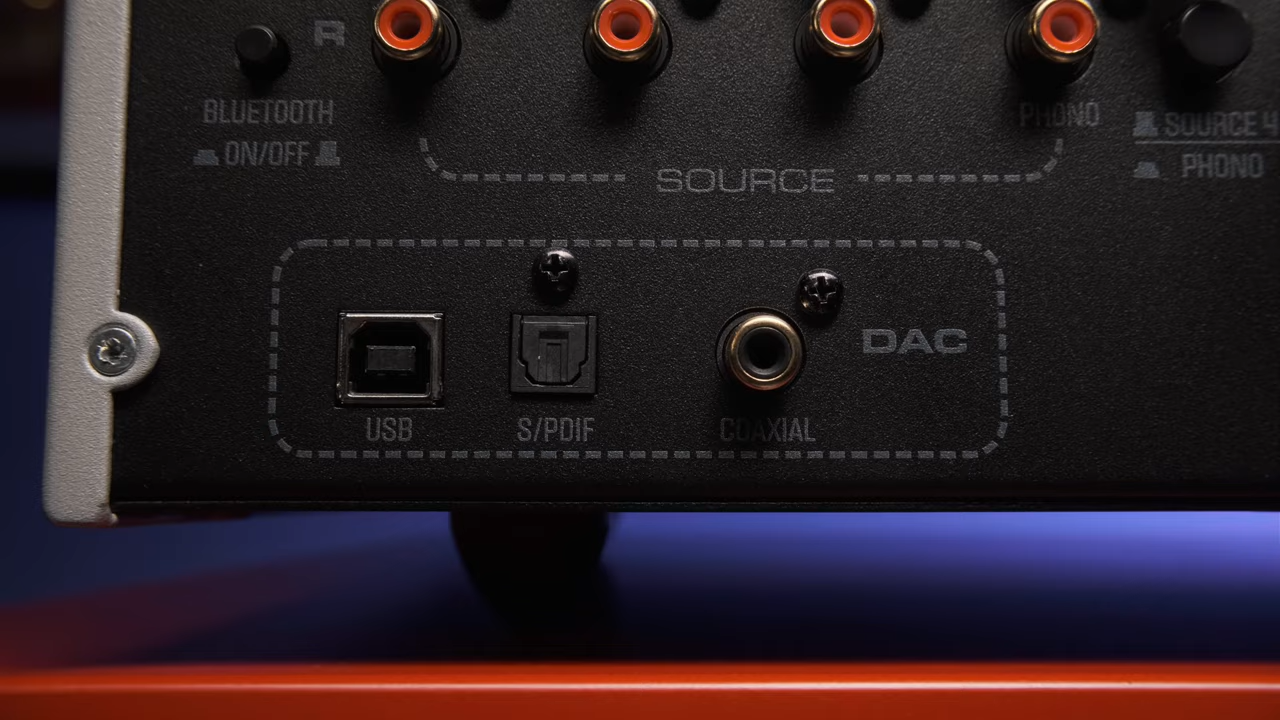 R
BLUETOOTH
ON/OFF
PHONO
SOURCE 4
PHONO
SOURCE
DAC
USB
S/PDIF
COAXIAL